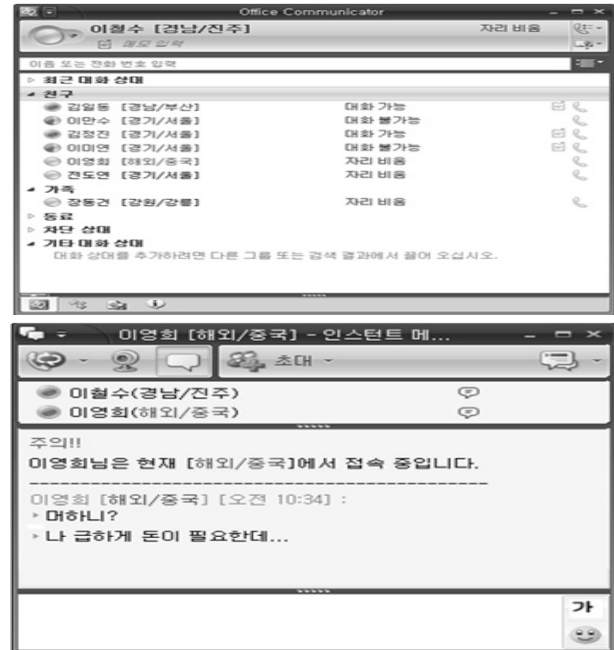 Office Communicator
이철수 [경남/진주] 자리 비움
메모 입력
이름 또는 전화 번호 입력
최근 대화 상대
친구
김일동 [경남/부산] 대화 가능
이만수 [경기/서울] 대화 불가능
김정진 [경기/서울] 대화 가능
이미연 [경기/서울] 대화 불가능
이영희 [해외/중국] 자리 비움
전도연 [경기/서울] 자리 비움
가족
장동건 [강원/강릉] 자리 비움
동료
차단 상대
기타 대화 상대
대화 상대를 추가하려면 다른 그룹 또는 검색 결과에서 끌어 오십시오.
이영희 [해외/중국] - 인스턴트 메...
초대
이철수(경남/진주)
이영희(해외/중국)
주의!!
이영희님은 현재 [해외/중국]에서 접속 중입니다.
----------------------------------------------
이영희 [해외/중국] [오전 10:34] :
머하니?
나 급하게 돈이 필요한데...
가